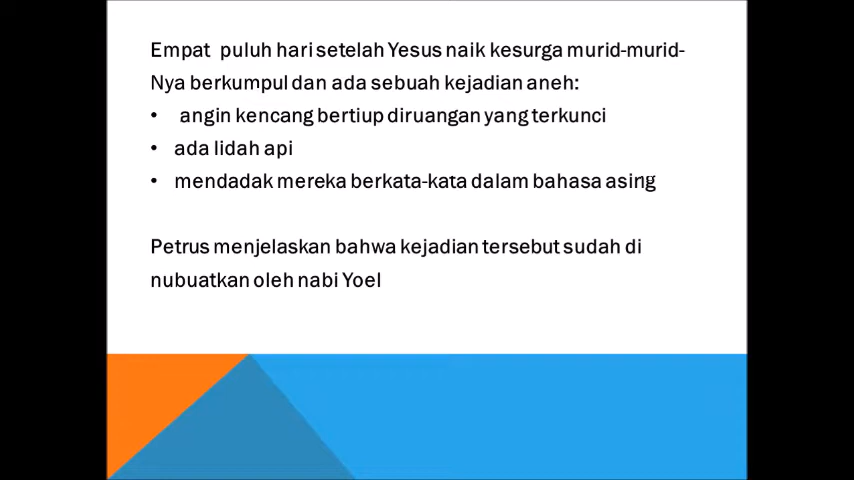 Empat puluh hari setelah Yesus naik kesurga murid-murid-
Nya berkumpul dan ada sebuah kejadian aneh:
• angin kencang bertiup diruangan yang terkunci
• ada lidah api
• mendadak mereka berkata-kata dalam bahasa asing
Petrus menjelaskan bahwa kejadian tersebut sudah di
nubuatkan oleh nabi Yoel